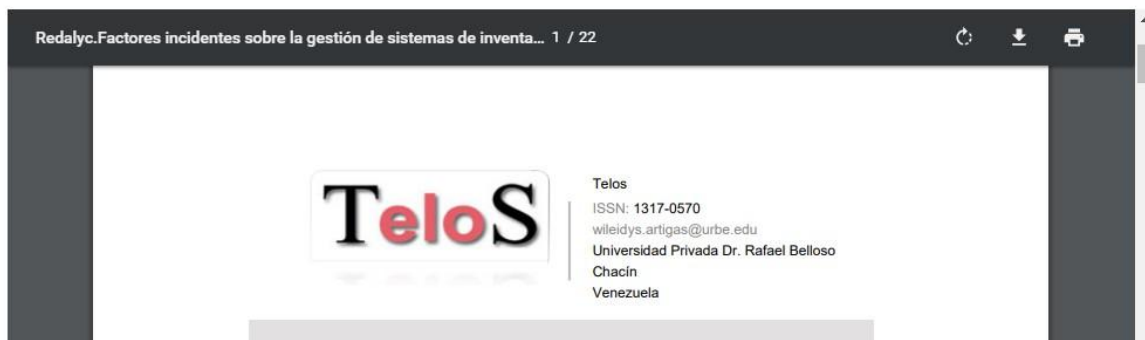 Redalyc.Factores incidentes sobre la gestión de sistemas de inventa... 1 / 22
TeloS
Telos
ISSN: 1317-0570
wileidys.artigas@urbe.edu
Universidad Privada Dr. Rafael Belloso
Chacín
Venezuela